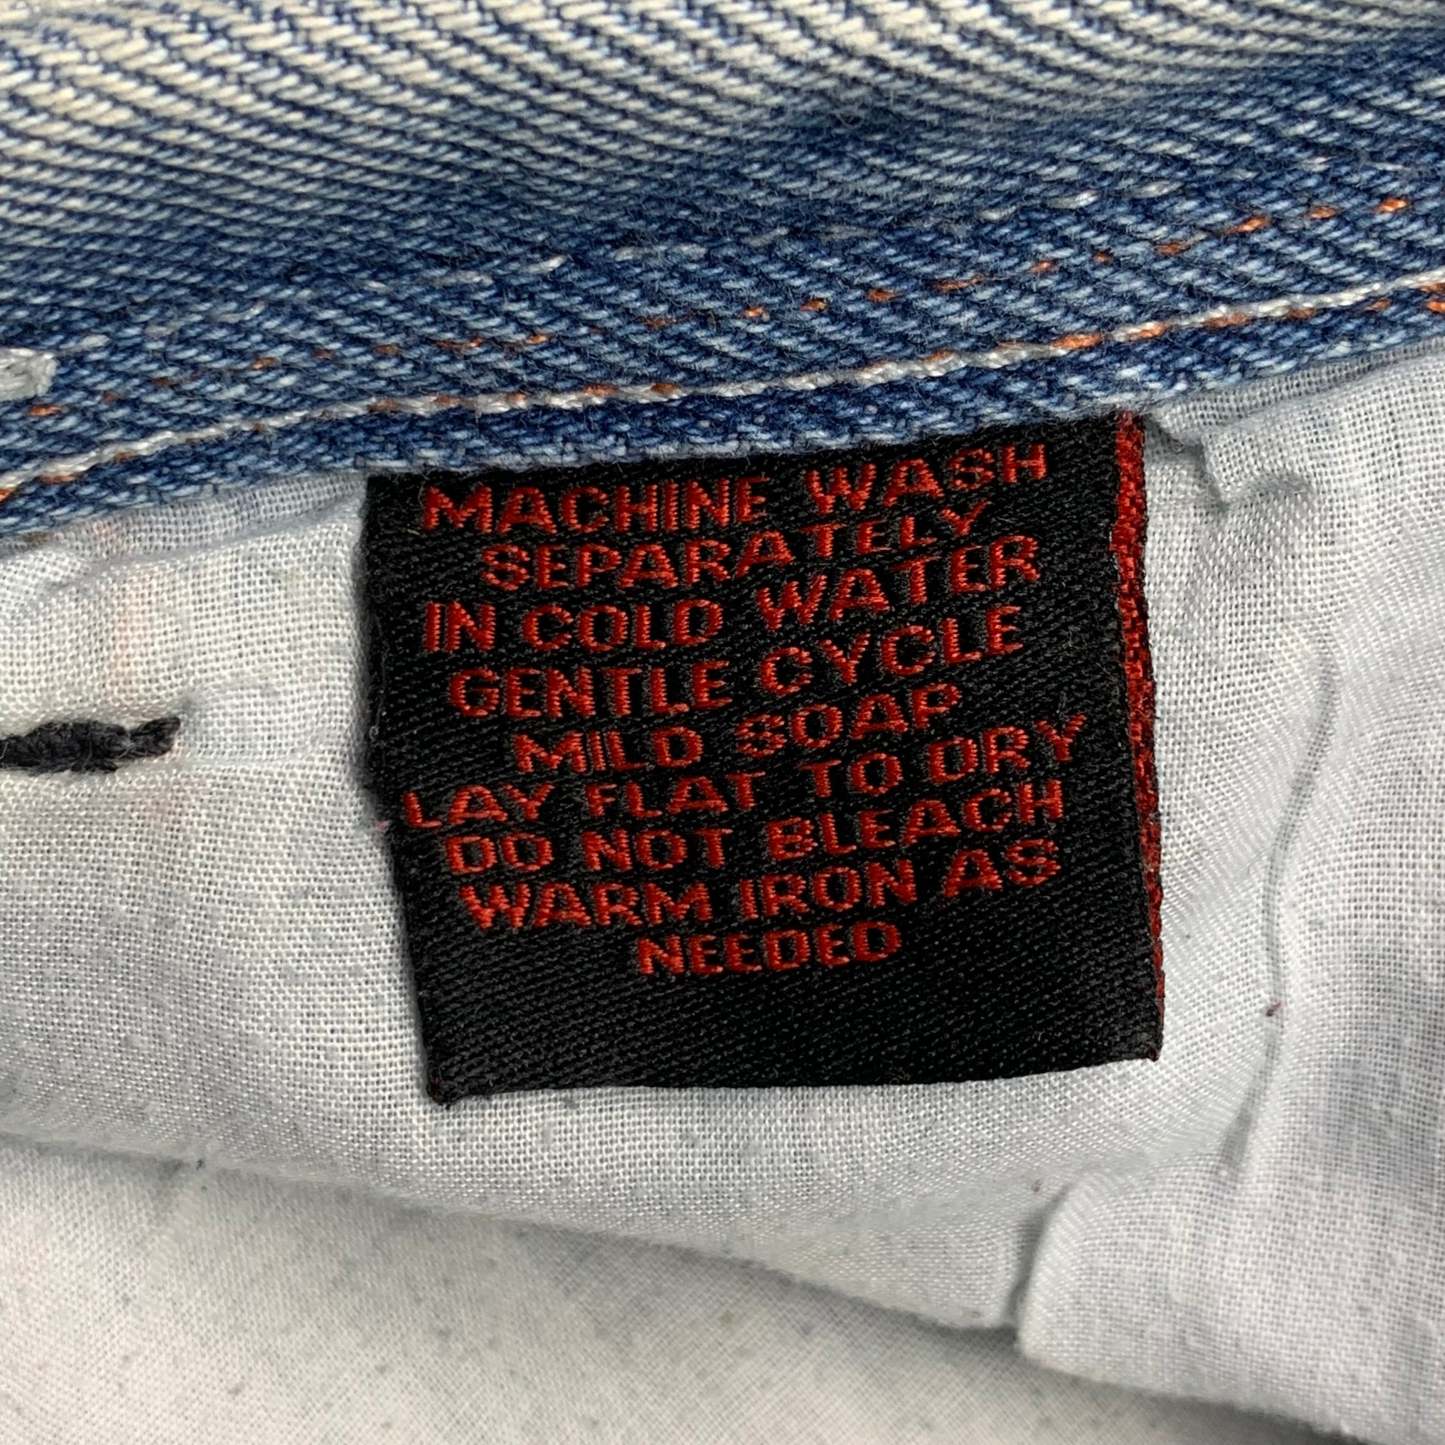 MACHINE WASH
SEPARATELY
IN COLD WATER
GENTLE CYCLE
MILD SOAP
LAY FLAT TO DRY
DO NOT BLEACH
WARM IRON AS
NEEDED